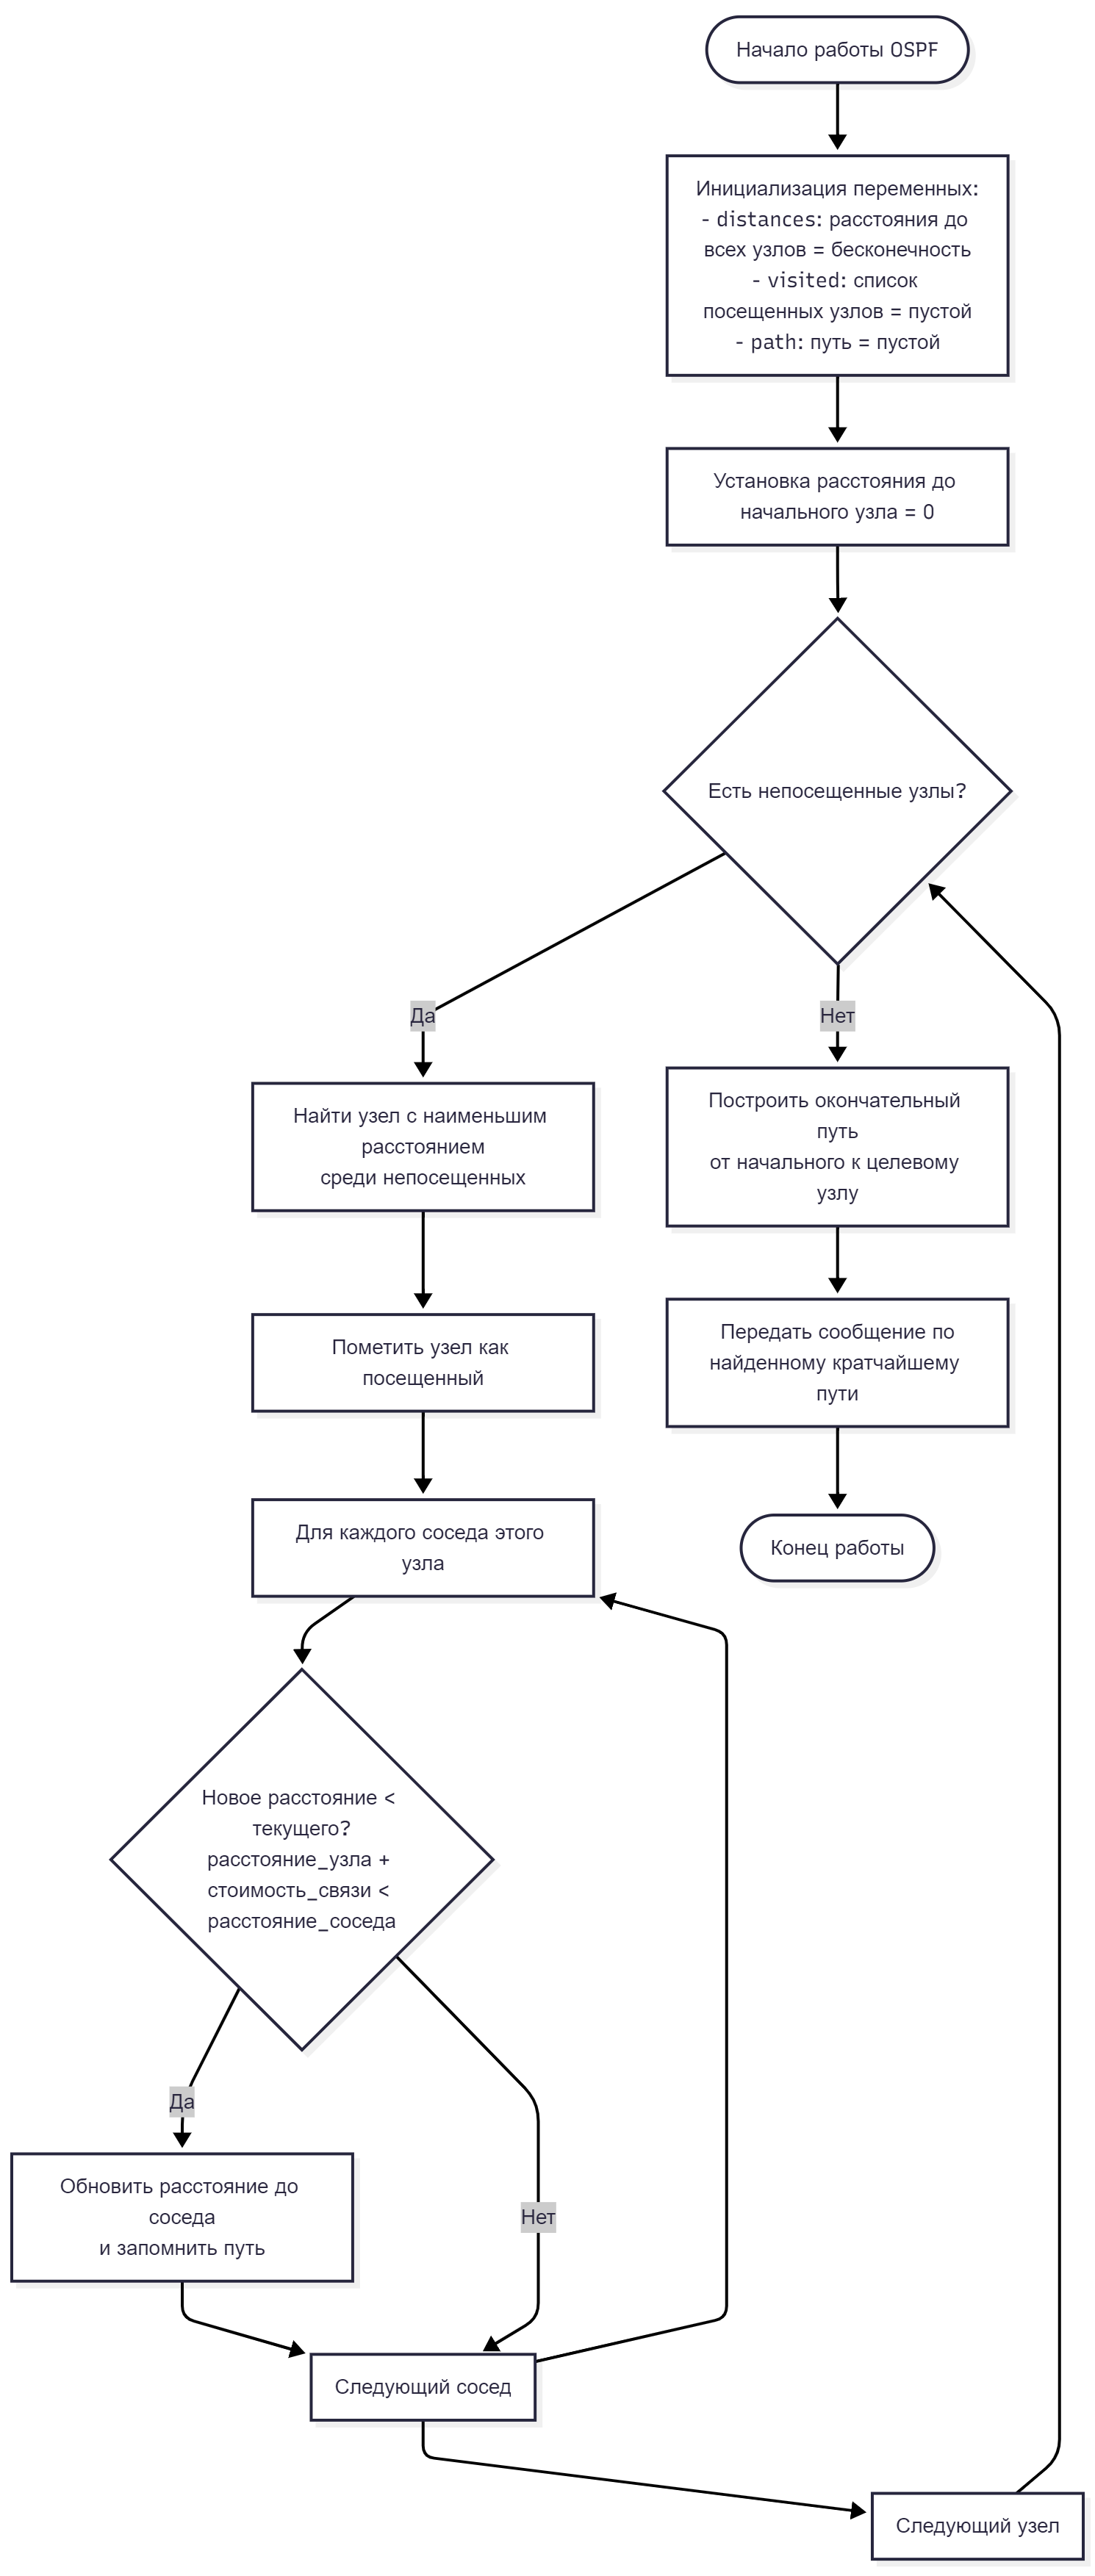 Начало работы OSPF
Инициализация переменных:
- distances: расстояния до
всех узлов = бесконечность
- visited: список
посещенных узлов = пустой
- path: путь = пустой
Установка расстояния до
начального узла = 0
Есть непосещенные узлы?
Да
Нет
Найти узел с наименьшим
расстоянием
среди непосещенных
Построить окончательный
путь
от начального к целевому
узлу
Пометить узел как
посещенный
Передать сообщение по
найденному кратчайшему
пути
Для каждого соседа этого
узла
Конец работы
Новое расстояние <
текущего?
расстояние_узла +
стоимость_связи <
расстояние_соседа
Да
Нет
Обновить расстояние до
соседа
и запомнить путь
Следующий сосед
Следующий узел